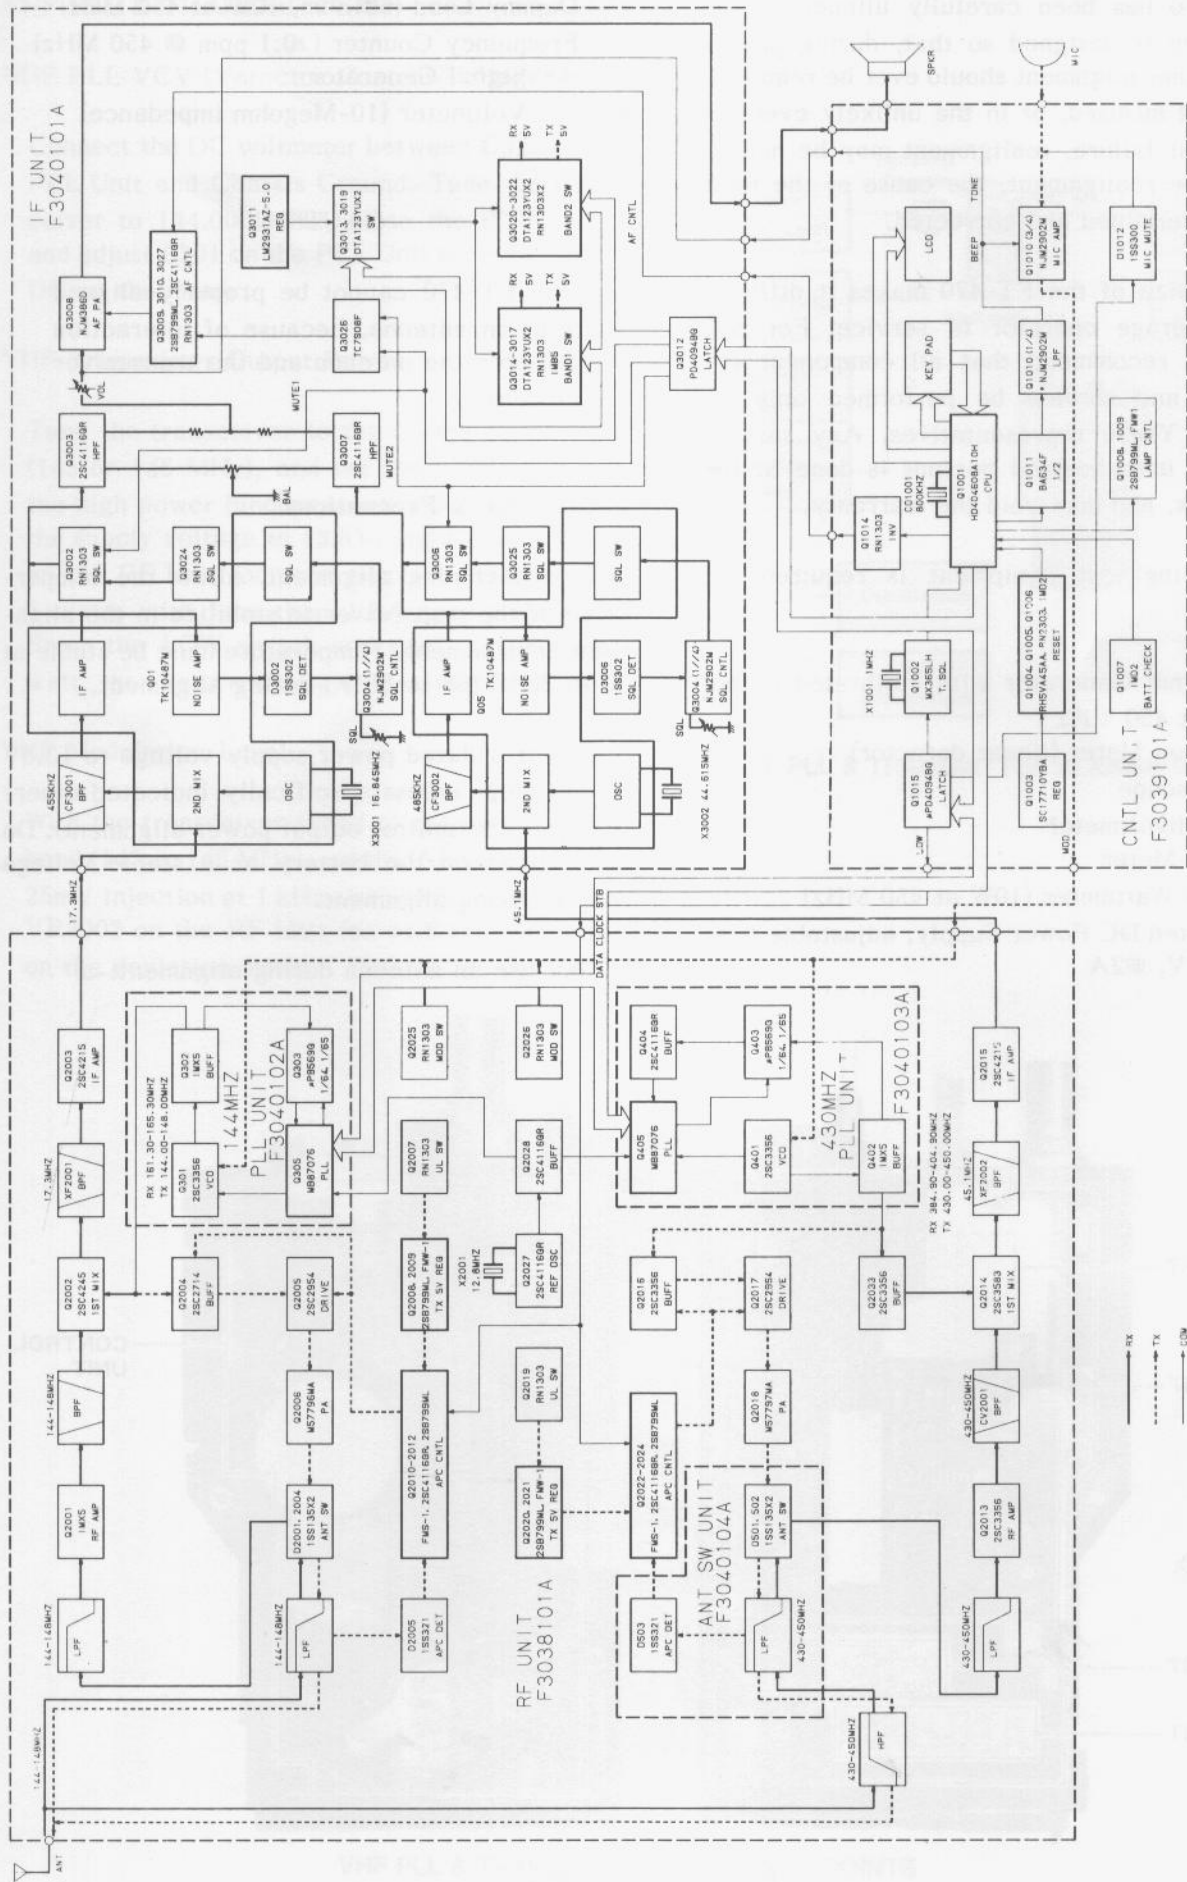 IF UNIT
F3040101A
Q3008
NJM386D
AF PA
VOL
Q3009, 3010, 3027
2SB799ML, 2SC4116GR
RN1303 AF CNTL
Q3011
LM2931AZ-5.0
REG
Q3013, 3019
DTA123YUX2
SW
Q3026
TC7S08F
Q3020-3022
DTA123YUX2
RN1303X2
BAND2 SW
RX
5V
TX
5V
Q3014-3017
DTA123YUX2
RN1303
IMB5
BAND1 SW
RX
5V
TX
5V
Q3012
μPD4094BG
LATCH
AF CNTL
Q3003
2SC4116GR
HPF
MUTE1
Q3007
2SC4116GR
HPF
MUTE2
BAL
Q3002
RN1303
SQL SW
Q3024
RN1303
SQL SW
SQL SW
Q3006
RN1303
SQL SW
Q3025
RN1303
SQL SW
SQL SW
IF AMP
Q01
TK10487M
NOISE AMP
D3002
1SS302
SQL DET
Q3004(1/4)
NJM2902M
SQL CNTL
SQL
IF AMP
Q05
TK10487M
NOISE AMP
D3006
1SS302
SQL DET
Q3004(1/4)
NJM2902M
SQL CNTL
SQL
455KHZ
CF3001
BPF
2ND MIX
OSC
X3001 16.845MHZ
485KHZ
CF3002
BPF
2ND MIX
OSC
X3002 44.615MHZ
17.3MHZ
45.1MHZ
SPKR
MIC
LCD
BEEP
TONE
KEY PAD
Q1010(3/4)
NJM2902M
MIC AMP
D1012
1SS300
MIC MUTE
Q1010(1/4)
NJM2902M
LPF
Q1014
RN1303
INV
CD1001
800KHZ
Q1001
HD404608A10H
CPU
Q1011
BA634F
1/2
Q1008, 1009
2SB799ML, FMW1
LAMP CNTL
X1001:1MHZ
Q1002
MX365LH
T.SQL
Q1004, Q1005, Q1006
RH5VA45AA, RN2303, IMD2
RESET
Q1007
IMD2
BATT CHECK
Q1015
μPD4094BG
LATCH
Q1003
SC17710YBA
REG
CNTL UNIT
F3039101A
LOW
MOD
DATA CLOCK STB
Q2003
2SC4215
IF AMP
17.3MHZ
XF2001
BPF
Q2002
2SC4245
1ST MIX
144-148MHZ
BPF
Q2001
IMX5
RF AMP
144-148MHZ
LPF
RX 161.30-165.30MHZ
TX 144.00-148.00MHZ
Q302
IMX5
BUFF
Q303
μPB569G
1/64, 1/65
144MHZ
PLL UNIT
F3040102A
Q301
2SC3356
VCO
Q305
MB87076
PLL
Q2004
2SC2714
BUFF
Q2005
2SC2954
DRIVE
Q2006
M57796MA
PA
D2001, 2004
1SS135X2
ANT SW
144-148MHZ
LPF
Q2025
RN1303
MOD SW
Q2007
RN1303
UL SW
Q2008, 2009
2SB799ML, FMW-1
TX 5V REG
Q2010-2012
FMS-1, 2SC4116GR, 2SB799ML
APC CNTL
D2005
1SS321
APC DET
Q2026
RN1303
MOD SW
Q2028
2SC4116GR
BUFF
X2001
12.8MHZ
Q2027
2SC4116GR
REF OSC
Q2019
RN1303
UL SW
Q2020, 2021
2SB799ML, FMW-1
TX 5V REG
RF UNIT
F3038101A
Q404
2SC4116GR
BUFF
Q403
μPB569G
1/64, 1/65
Q405
MB87076
PLL
Q401
2SC3356
VCO
Q402
IMX5
BUFF
430MHZ
PLL UNIT
F3040103A
RX 384.90-404.90MHZ
TX 430.00-450.00MHZ
Q2016
2SC3356
BUFF
Q2017
2SC2954
DRIVE
Q2033
2SC3356
BUFF
Q2022-2024
FMS-1, 2SC4116GR, 2SB799ML
APC CNTL
Q2018
M57797MA
PA
ANT SW UNIT
F3040104A
D501, 502
1SS135X2
ANT SW
D503
1SS321
APC DET
LPF
430-450MHZ
Q2015
2SC4215
IF AMP
45.1MHZ
XF2002
BPF
Q2014
2SC3583
1ST MIX
430-450MHZ
CV2001
BPF
Q2013
2SC3356
RF AMP
430-450MHZ
LPF
430-450MHZ
HPF
144-148MHZ
ANT
RX
TX
COM